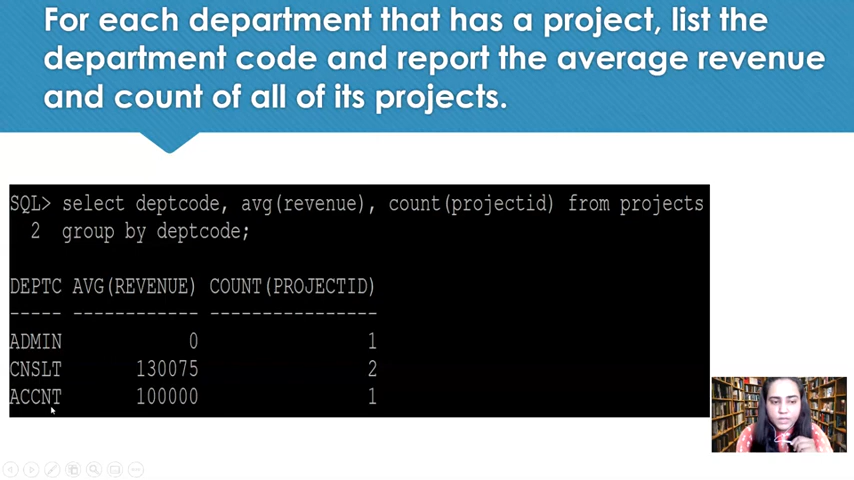 For each department that has a project, list the
department code and report the average revenue
and count of all of its projects.
SQL> select deptcode, avg(revenue), count(projectid) from projects
2 group by deptcode;
DEPTC AVG(REVENUE) COUNT(PROJECTID)
----- ------------ ----------------
ADMIN 0 1
CNSLT 130075 2
ACCNT 100000 1